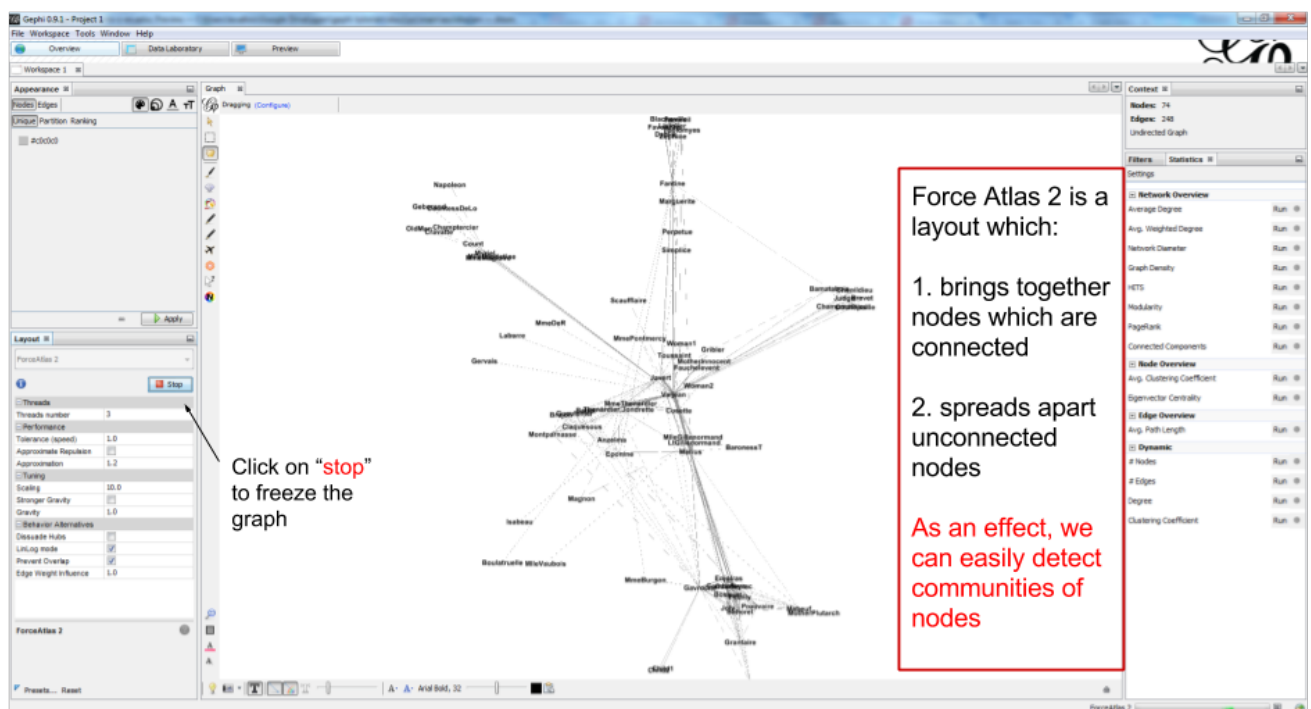 Gephi 0.9.1 - Project 1
File Workspace Tools Window Help
Overview Data Laboratory Preview
Workspace 1
Appearance
Nodes Edges
Unique Partition Ranking
#c0c0c0
Apply
Layout
ForceAtlas 2
Stop
Threads
Threads number 3
Performance
Tolerance (speed) 1.0
Approximate Repulsion
Approximation 1.2
Tuning
Scaling 10.0
Stronger Gravity
Gravity 1.0
Behavior Alternatives
Dissuade Hubs
LinLog mode
Prevent Overlap
Edge Weight Influence 1.0
ForceAtlas 2
Presets... Reset
Graph
Dragging (Configure)
Fantine
Marguerite
Perpetue
Simplice
Napoleon
Count
Scaufflaire
MmeDeR
Labarre
Gervais
MmePontmercy
Woman1
Gribier
Toussaint
MotherInnocent
Fauchelevent
Javert
Woman2
Valjean
Cosette
Claquesous
Montparnasse
Anzelma
Eponine
Marius
BaronessT
Magnon
Isabeau
Boulatruelle MlleVaubois
MmeBurgon
Grantaire
Arial Bold, 32
Click on “stop”
to freeze the
graph
Force Atlas 2 is a
layout which:
1. brings together
nodes which are
connected
2. spreads apart
unconnected
nodes
As an effect, we
can easily detect
communities of
nodes
Context
Nodes: 74
Edges: 248
Undirected Graph
Filters Statistics
Settings
Network Overview
Average Degree Run
Avg. Weighted Degree Run
Network Diameter Run
Graph Density Run
HITS Run
Modularity Run
PageRank Run
Connected Components Run
Node Overview
Avg. Clustering Coefficient Run
Eigenvector Centrality Run
Edge Overview
Avg. Path Length Run
Dynamic
# Nodes Run
# Edges Run
Degree Run
Clustering Coefficient Run
ForceAtlas 2